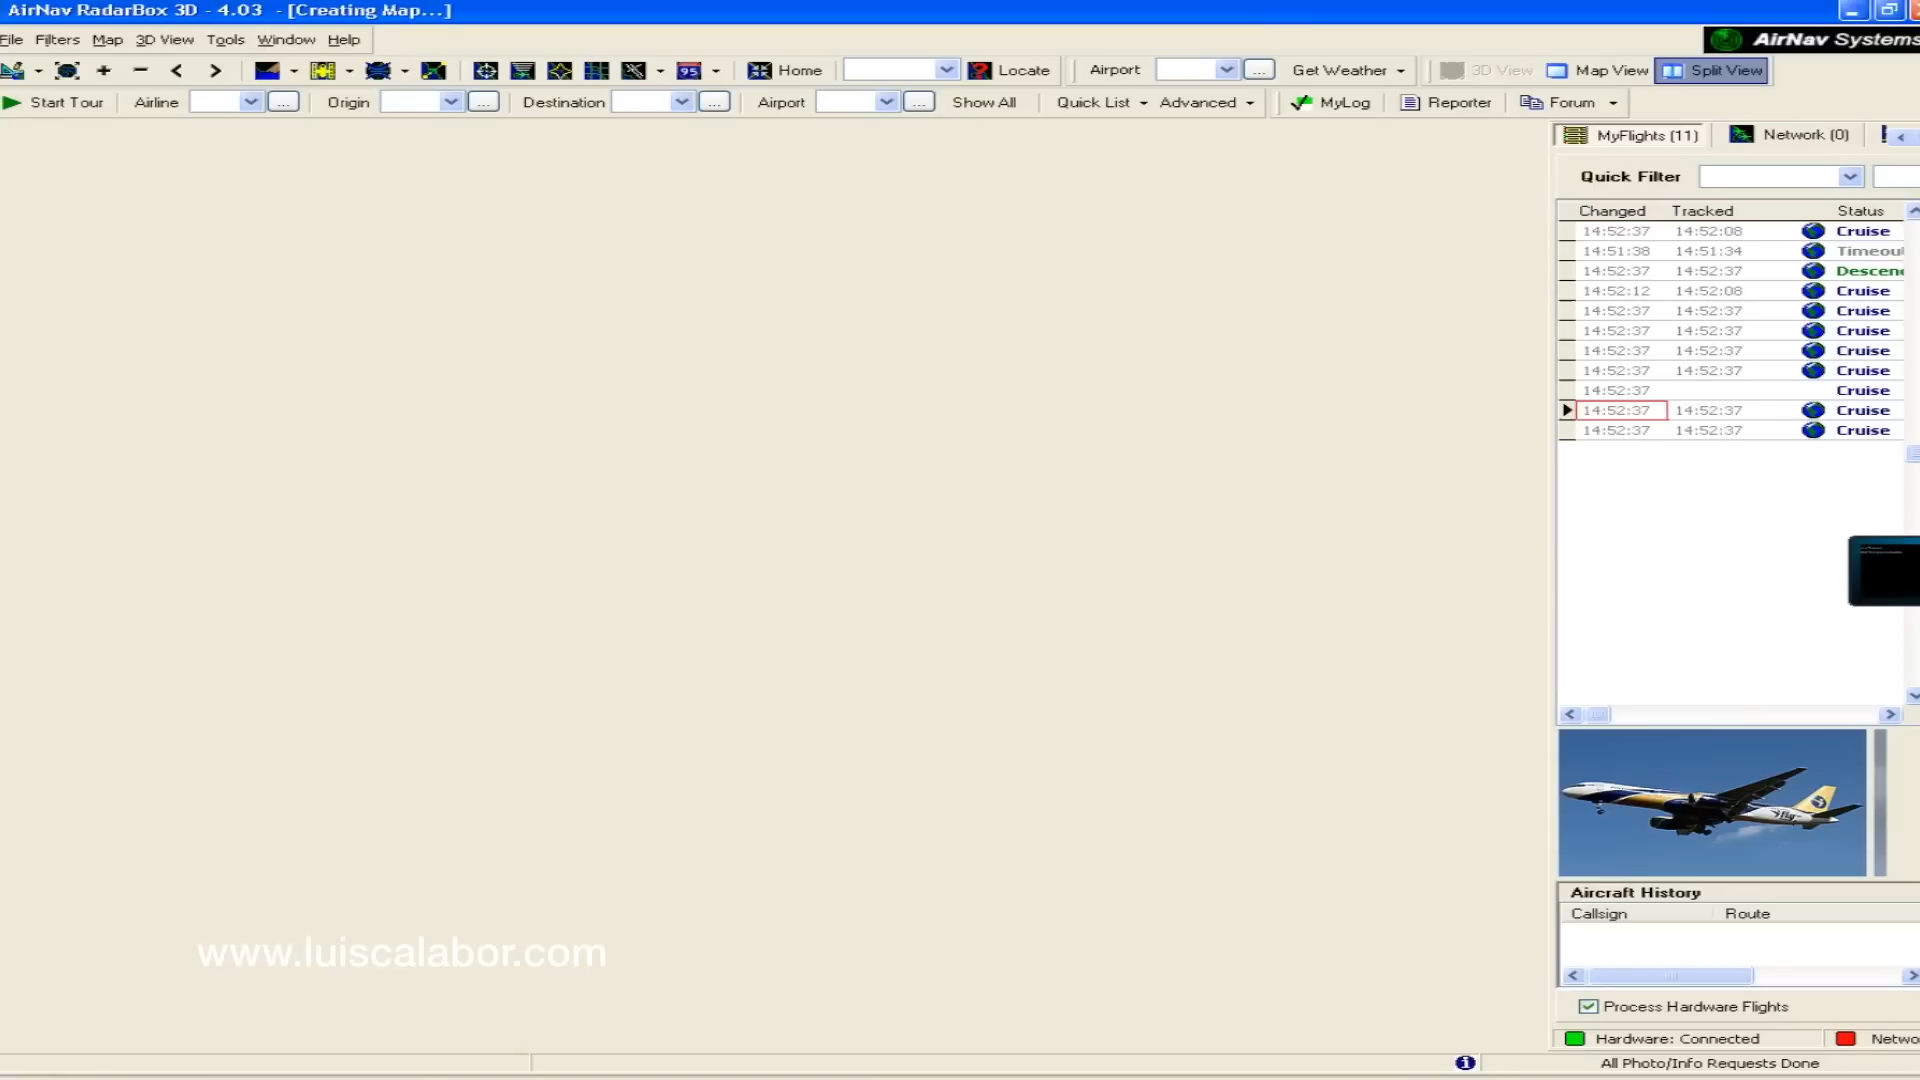 AirNav RadarBox 3D - 4.03 - [Creating Map...]
File Filters Map 3D View Tools Window Help
AirNav Systems
95 Home Locate Airport ... Get Weather 3D View Map View Split View
Start Tour Airline ... Origin ... Destination ... Airport ... Show All Quick List Advanced MyLog Reporter Forum
MyFlights (11) Network (0)
Quick Filter
Changed Tracked Status
14:52:37 14:52:08 Cruise
14:51:38 14:51:34 Timeou
14:52:37 14:52:37 Descen
14:52:12 14:52:08 Cruise
14:52:37 14:52:37 Cruise
14:52:37 14:52:37 Cruise
14:52:37 14:52:37 Cruise
14:52:37 14:52:37 Cruise
14:52:37 Cruise
14:52:37 14:52:37 Cruise
14:52:37 14:52:37 Cruise
fly
Aircraft History
Callsign Route
www.luiscalabor.com
Process Hardware Flights
Hardware: Connected Netwo
All Photo/Info Requests Done